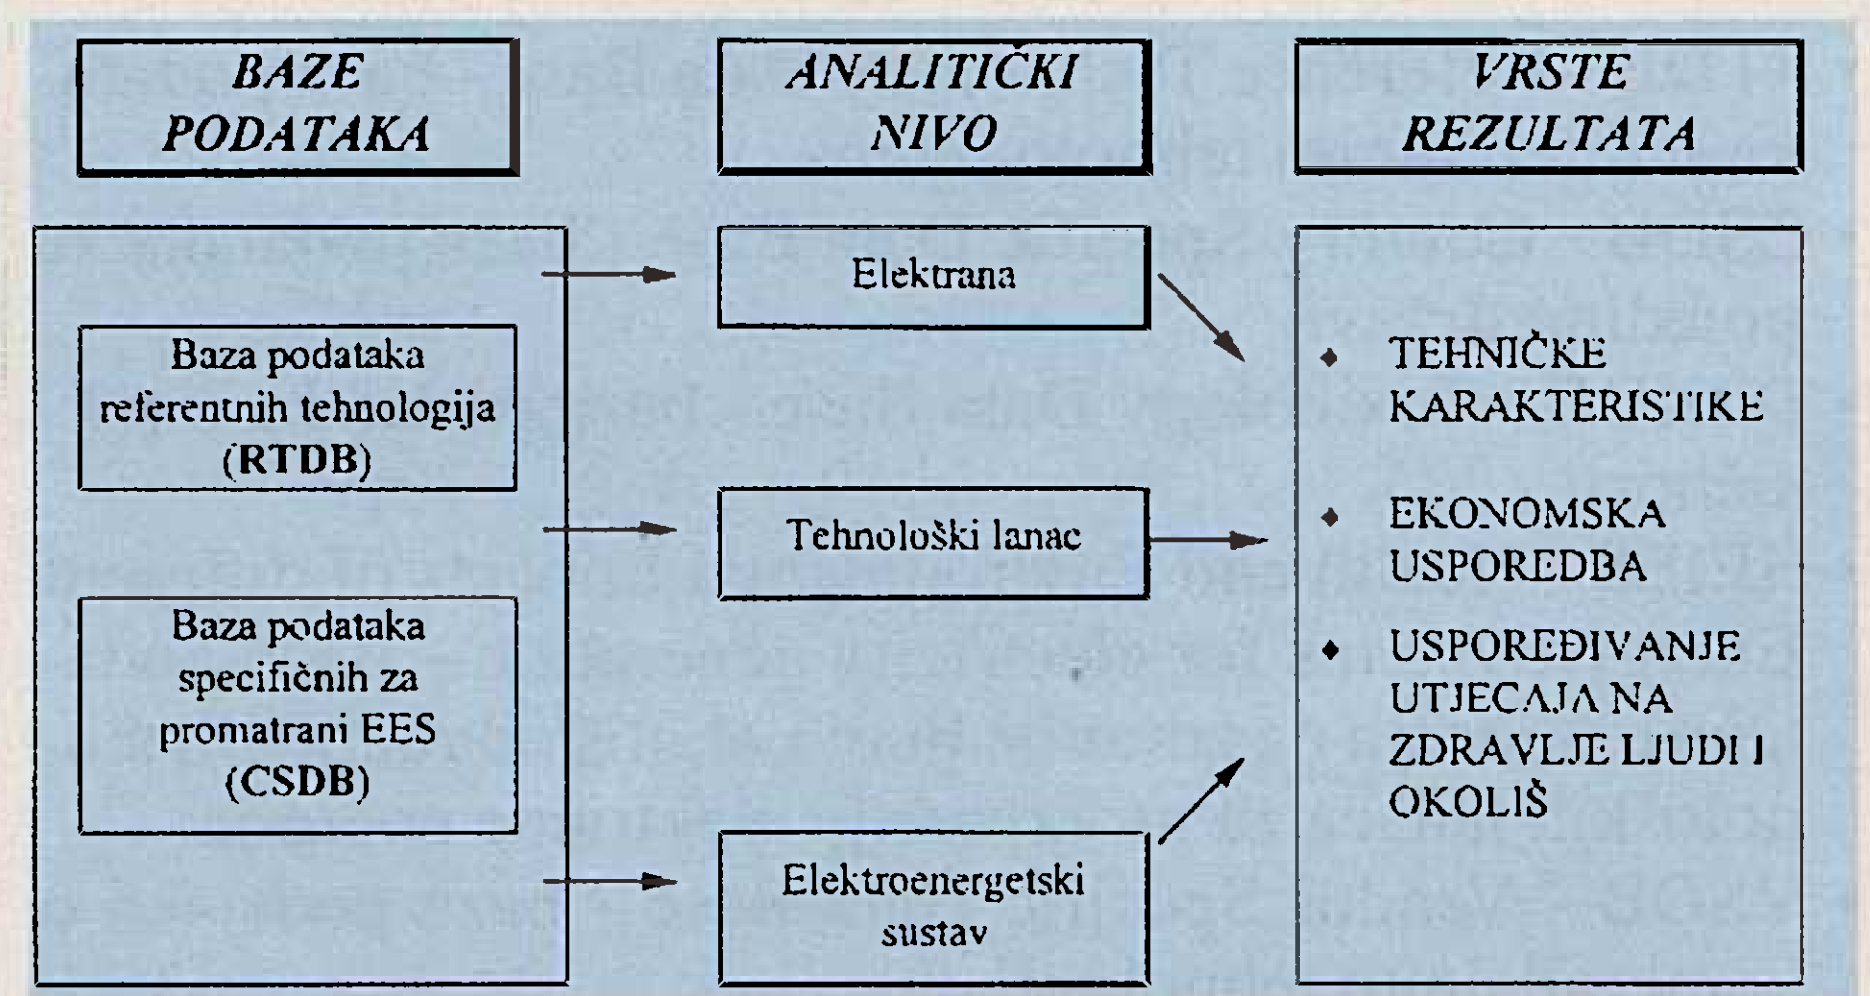 BAZE
PODATAKA
ANALITIČKI
NIVO
VRSTE
REZULTATA
Baza podataka
referentnih tehnologija
(RTDB)
Baza podataka
specifičnih za
promatrani EES
(CSDB)
Elektrana
Tehnološki lanac
Elektroenergetski
sustav
TEHNIČKE
KARAKTERISTIKE
EKONOMSKA
USPOREDBA
USPOREĐIVANJE
UTJECAJA NA
ZDRAVLJE LJUDI I
OKOLIŠ